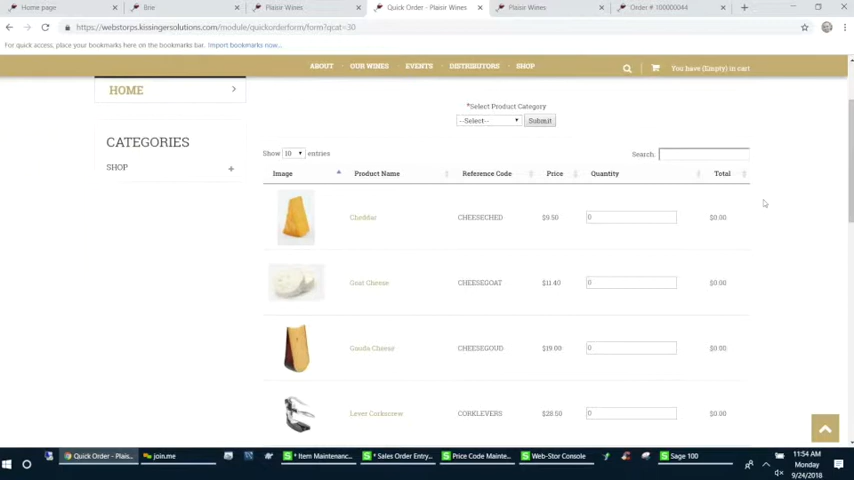 Home page
Brie
Plaisir Wines
Quick Order - Plaisir Wines
Plaisir Wines
Order # 100000044
https://webstorps.kissingersolutions.com/module/quickorderform/form?qcat=30
For quick access, place your bookmarks here on the bookmarks bar. Import bookmarks now...
ABOUT OUR WINES EVENTS DISTRIBUTORS SHOP
You have (Empty) in cart
HOME
*Select Product Category
--Select-- Submit
CATEGORIES
SHOP
Show 10 entries
Search:
Image Product Name Reference Code Price Quantity Total
Cheddar CHEESECHED $9.50 0 $0.00
Goat Cheese CHEESEGOAT $11.40 0 $0.00
Gauda Cheese CHEESEGOUD $19.00 0 $0.00
Lever Corkscrew CORKLEVERS $28.50 0 $0.00
Quick Order - Plais...
join.me
* Item Maintenanc...
* Sales Order Entry...
Price Code Mainte...
Web-Stor Console
Sage 100
11:54 AM
Monday
9/24/2018